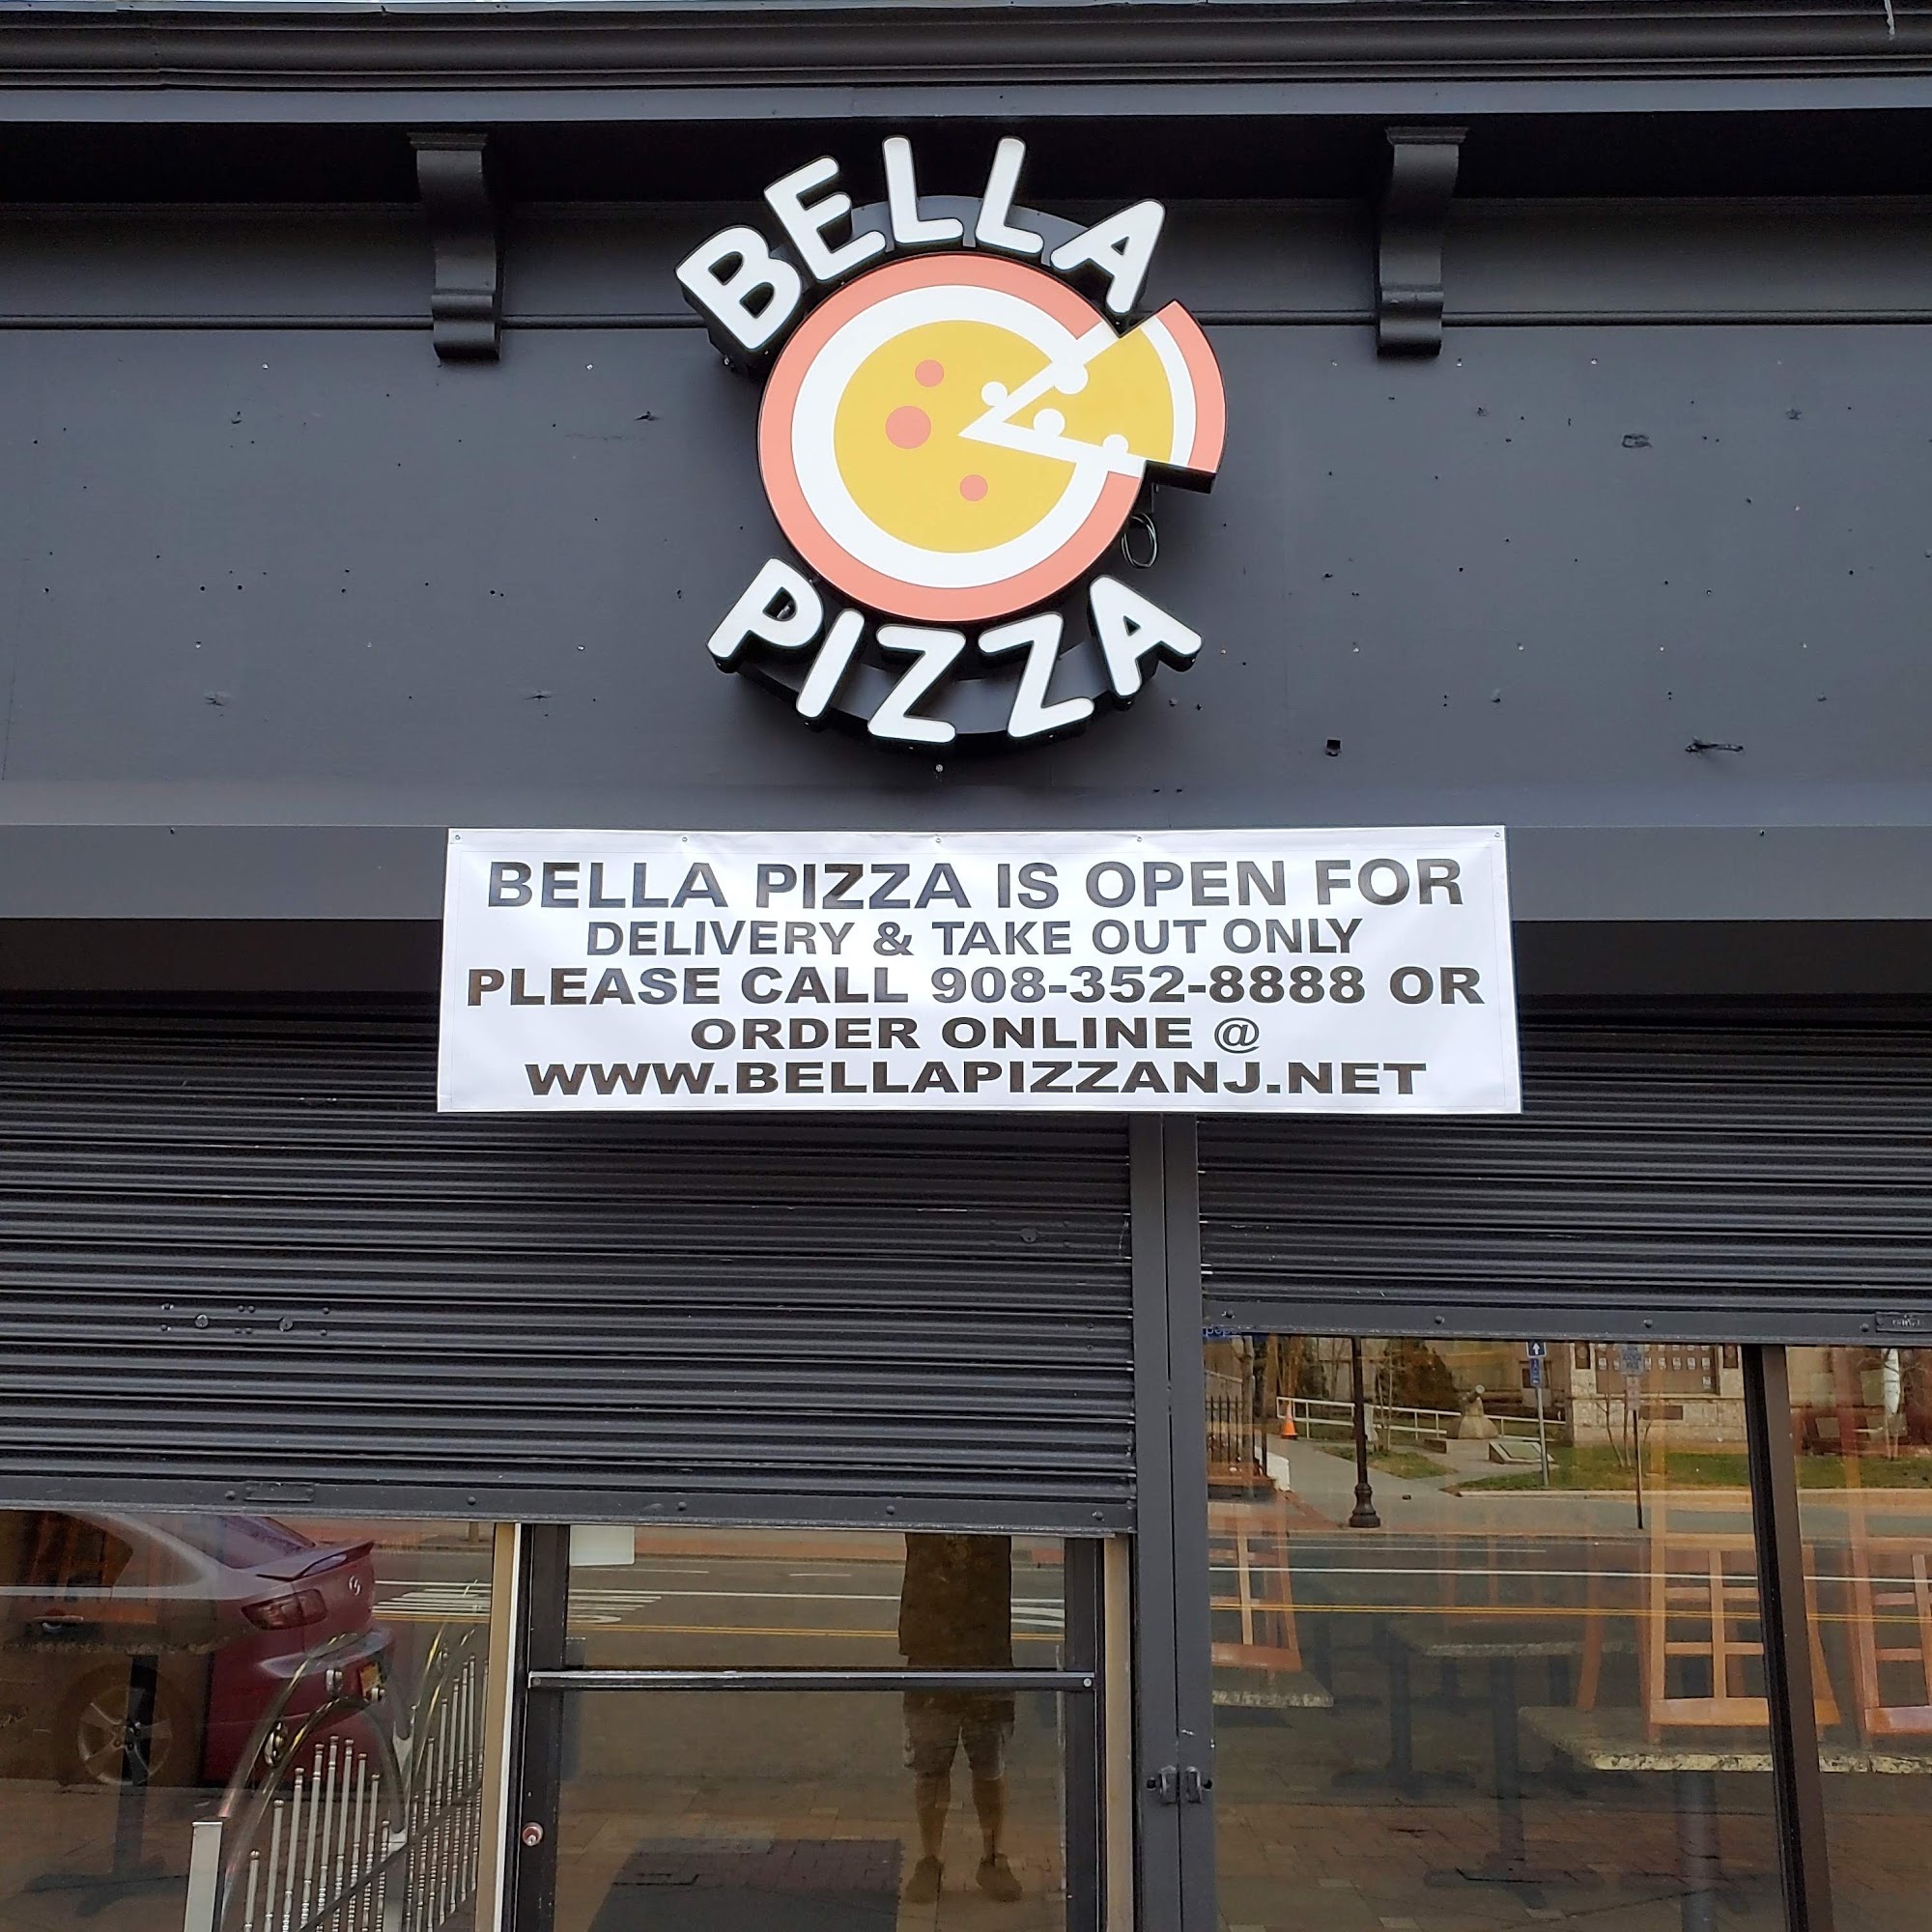 BELLA
PIZZA
BELLA PIZZA IS OPEN FOR
DELIVERY & TAKE OUT ONLY
PLEASE CALL 908-352-8888 OR
ORDER ONLINE @
WWW.BELLAPIZZANJ.NET